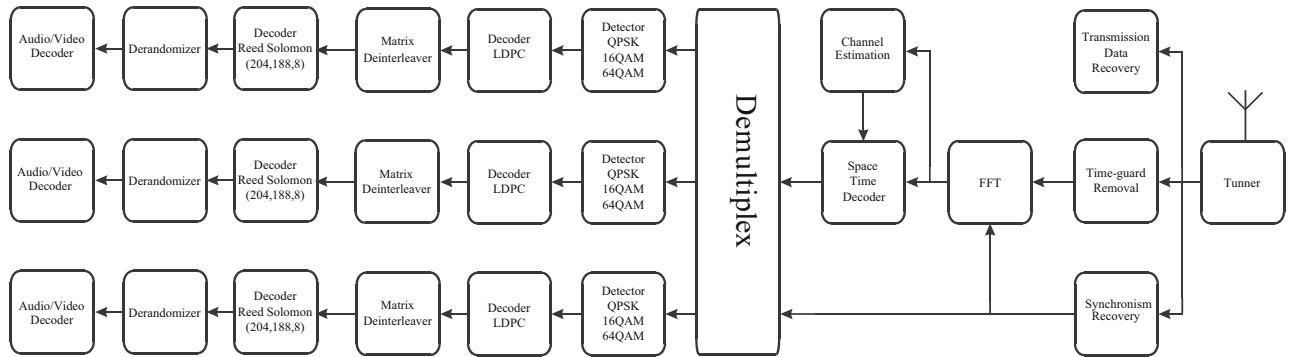 Audio/Video
Decoder
Derandomizer
Decoder
Reed Solomon
(204,188,8)
Matrix
Deinterleaver
Decoder
LDPC
Detector
QPSK
16QAM
64QAM
Demultiplex
Channel
Estimation
Transmission
Data
Recovery
Audio/Video
Decoder
Derandomizer
Decoder
Reed Solomon
(204,188,8)
Matrix
Deinterleaver
Decoder
LDPC
Detector
QPSK
16QAM
64QAM
Space
Time
Decoder
FFT
Time-guard
Removal
Tunner
Audio/Video
Decoder
Derandomizer
Decoder
Reed Solomon
(204,188,8)
Matrix
Deinterleaver
Decoder
LDPC
Detector
QPSK
16QAM
64QAM
Synchronism
Recovery